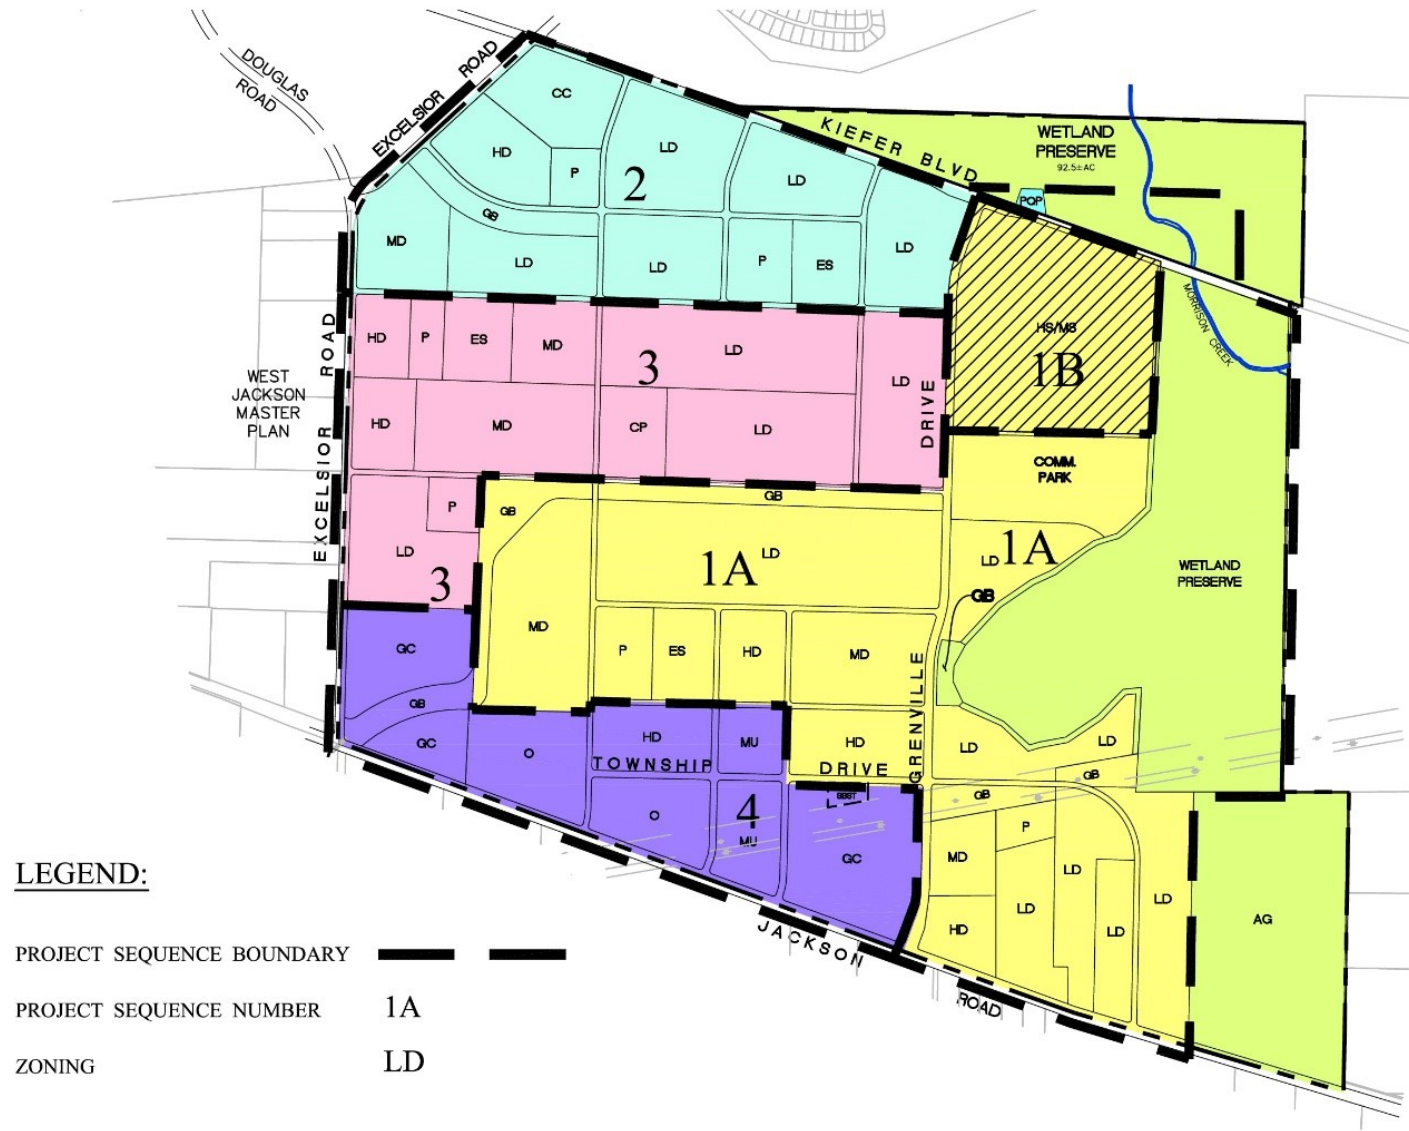 DOUGLAS
ROAD
EXCELSIOR ROAD
KIEFER BLVD
WETLAND
PRESERVE
92.5±AC
PQP
MORRISON CREEK
CC
HD
P
LD
2
LD
GB
MD
LD
LD
P
ES
LD
HS/MS
1B
HD
P
ES
MD
3
LD
LD
WEST
JACKSON
MASTER
PLAN
EXCELSIOR ROAD
HD
MD
CP
LD
GRENVILLE DRIVE
COMM.
PARK
P
LD
3
GB
GB
1A
LD
LD
1A
GB
WETLAND
PRESERVE
MD
P
ES
HD
MD
GC
GB
GC
O
HD
MU
HD
TOWNSHIP DRIVE
LD
LD
GB
GB
O
4
MU
GC
MD
P
LD
LD
HD
LD
LD
AG
JACKSON ROAD
LEGEND:
PROJECT SEQUENCE BOUNDARY
PROJECT SEQUENCE NUMBER 1A
ZONING LD